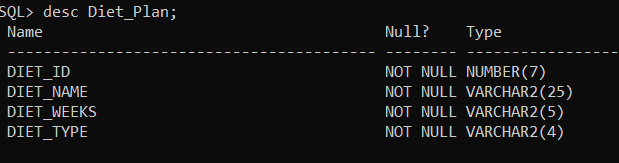 SQL> desc Diet_Plan;
Name Null? Type
----------------------------------------- -------- -----------------
DIET_ID NOT NULL NUMBER(7)
DIET_NAME NOT NULL VARCHAR2(25)
DIET_WEEKS NOT NULL VARCHAR2(5)
DIET_TYPE NOT NULL VARCHAR2(4)